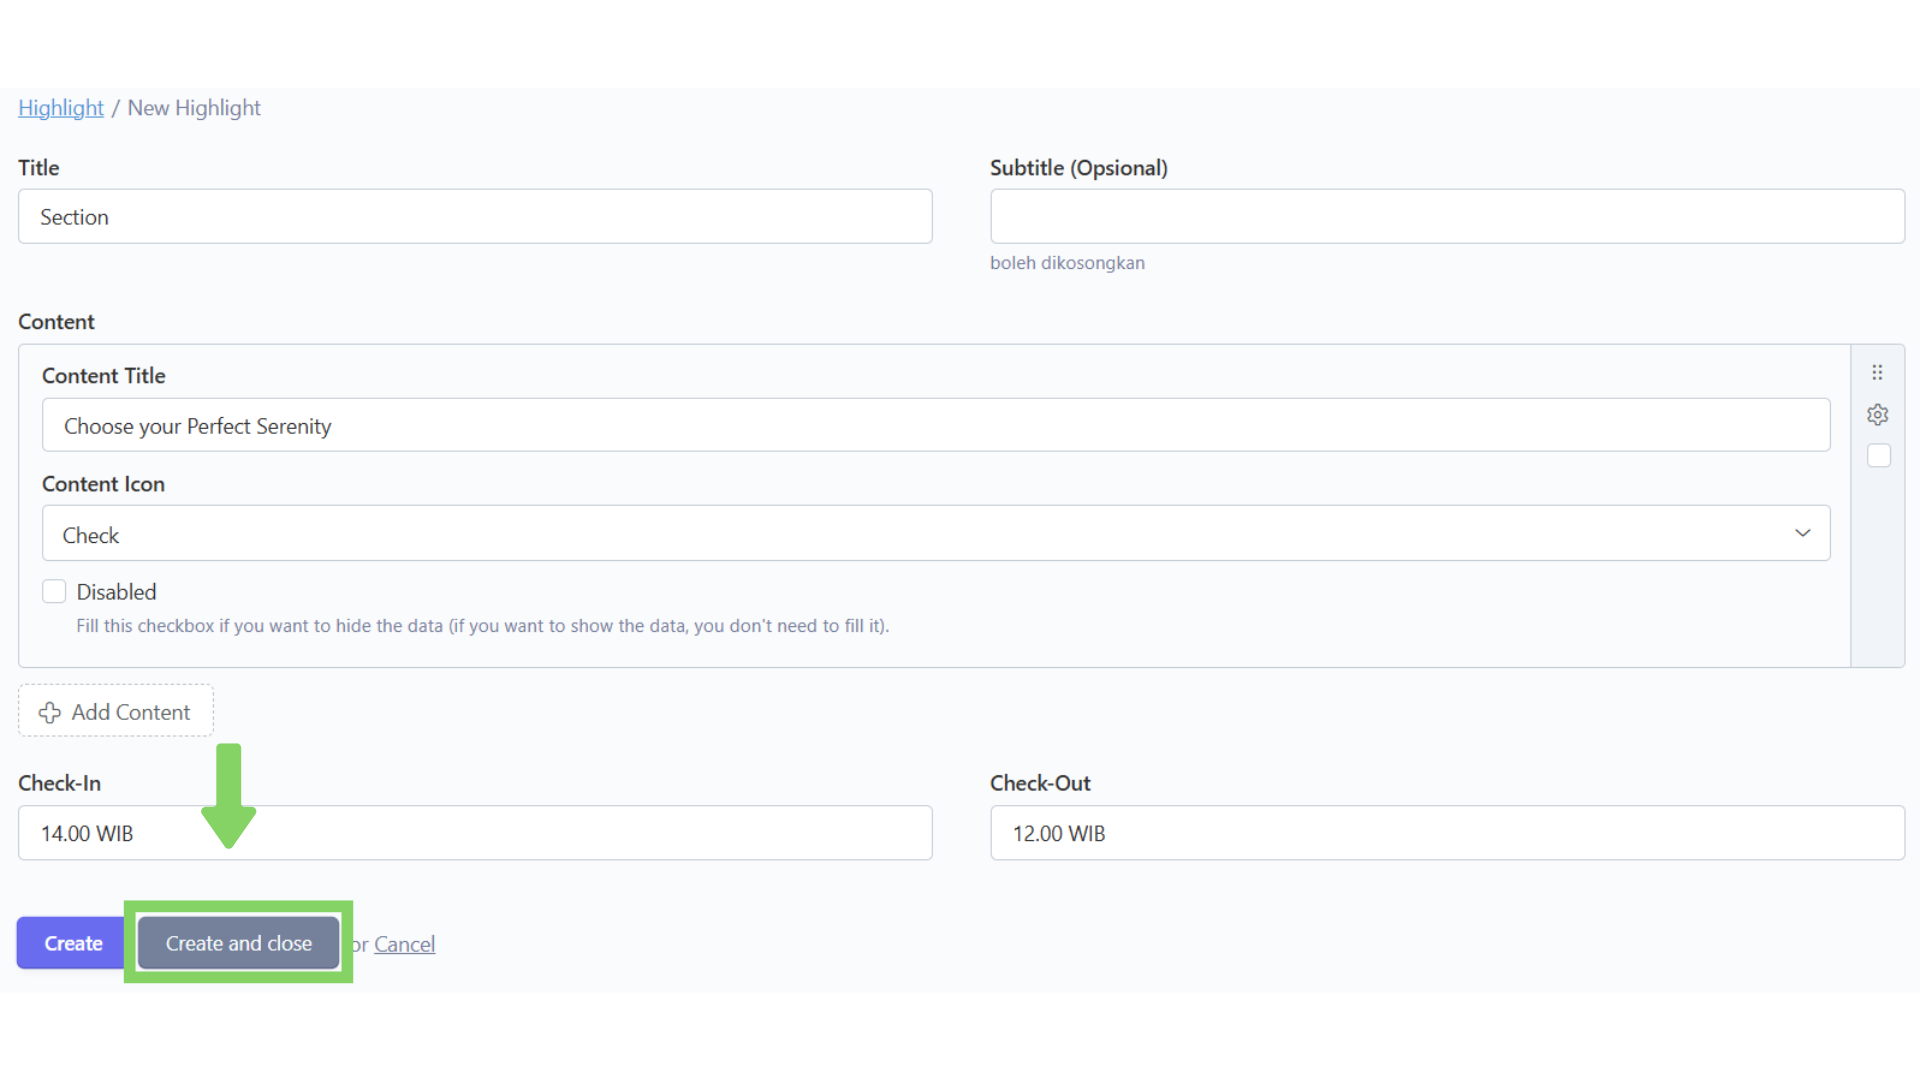 Highlight / New Highlight
Title
Subtitle (Opsional)
Section
boleh dikosongkan
Content
Content Title
Choose your Perfect Serenity
Content Icon
Check
Disabled
Fill this checkbox if you want to hide the data (if you want to show the data, you don't need to fill it).
Add Content
Check-In
Check-Out
14.00 WIB
12.00 WIB
Create
Create and close
or Cancel